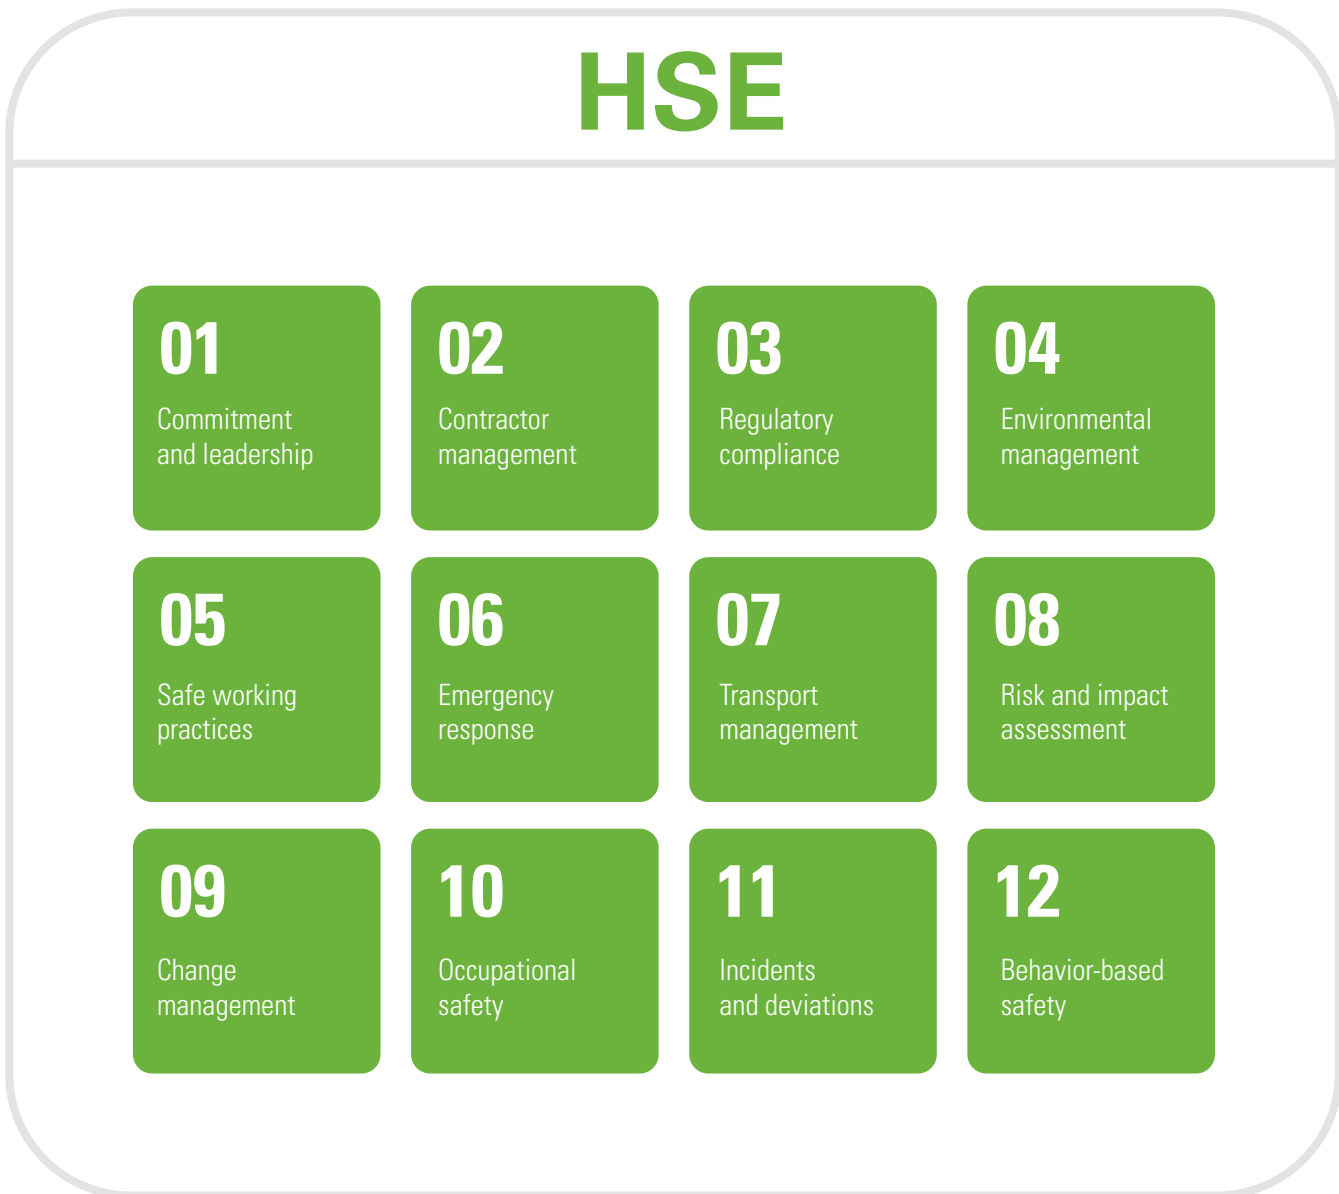 HSE
01
Commitment
and leadership
02
Contractor
management
03
Regulatory
compliance
04
Environmental
management
05
Safe working
practices
06
Emergency
response
07
Transport
management
08
Risk and impact
assessment
09
Change
management
10
Occupational
safety
11
Incidents
and deviations
12
Behavior-based
safety